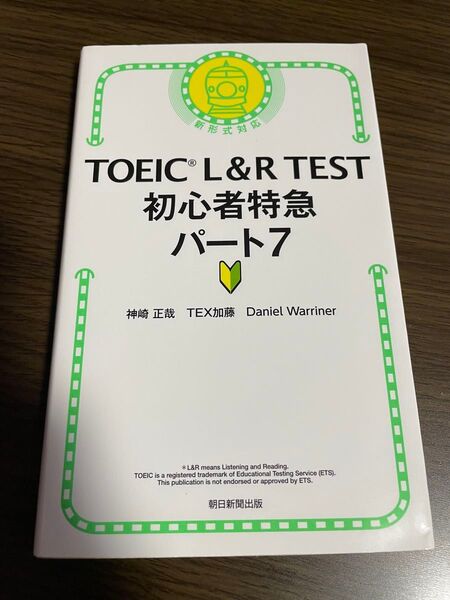 新形式対応
TOEIC® L&R TEST
初心者特急
パート7
神崎 正哉 TEX加藤 Daniel Warriner
*L&R means Listening and Reading.
TOEIC is a registered trademark of Educational Testing Service (ETS).
This publication is not endorsed or approved by ETS.
朝日新聞出版